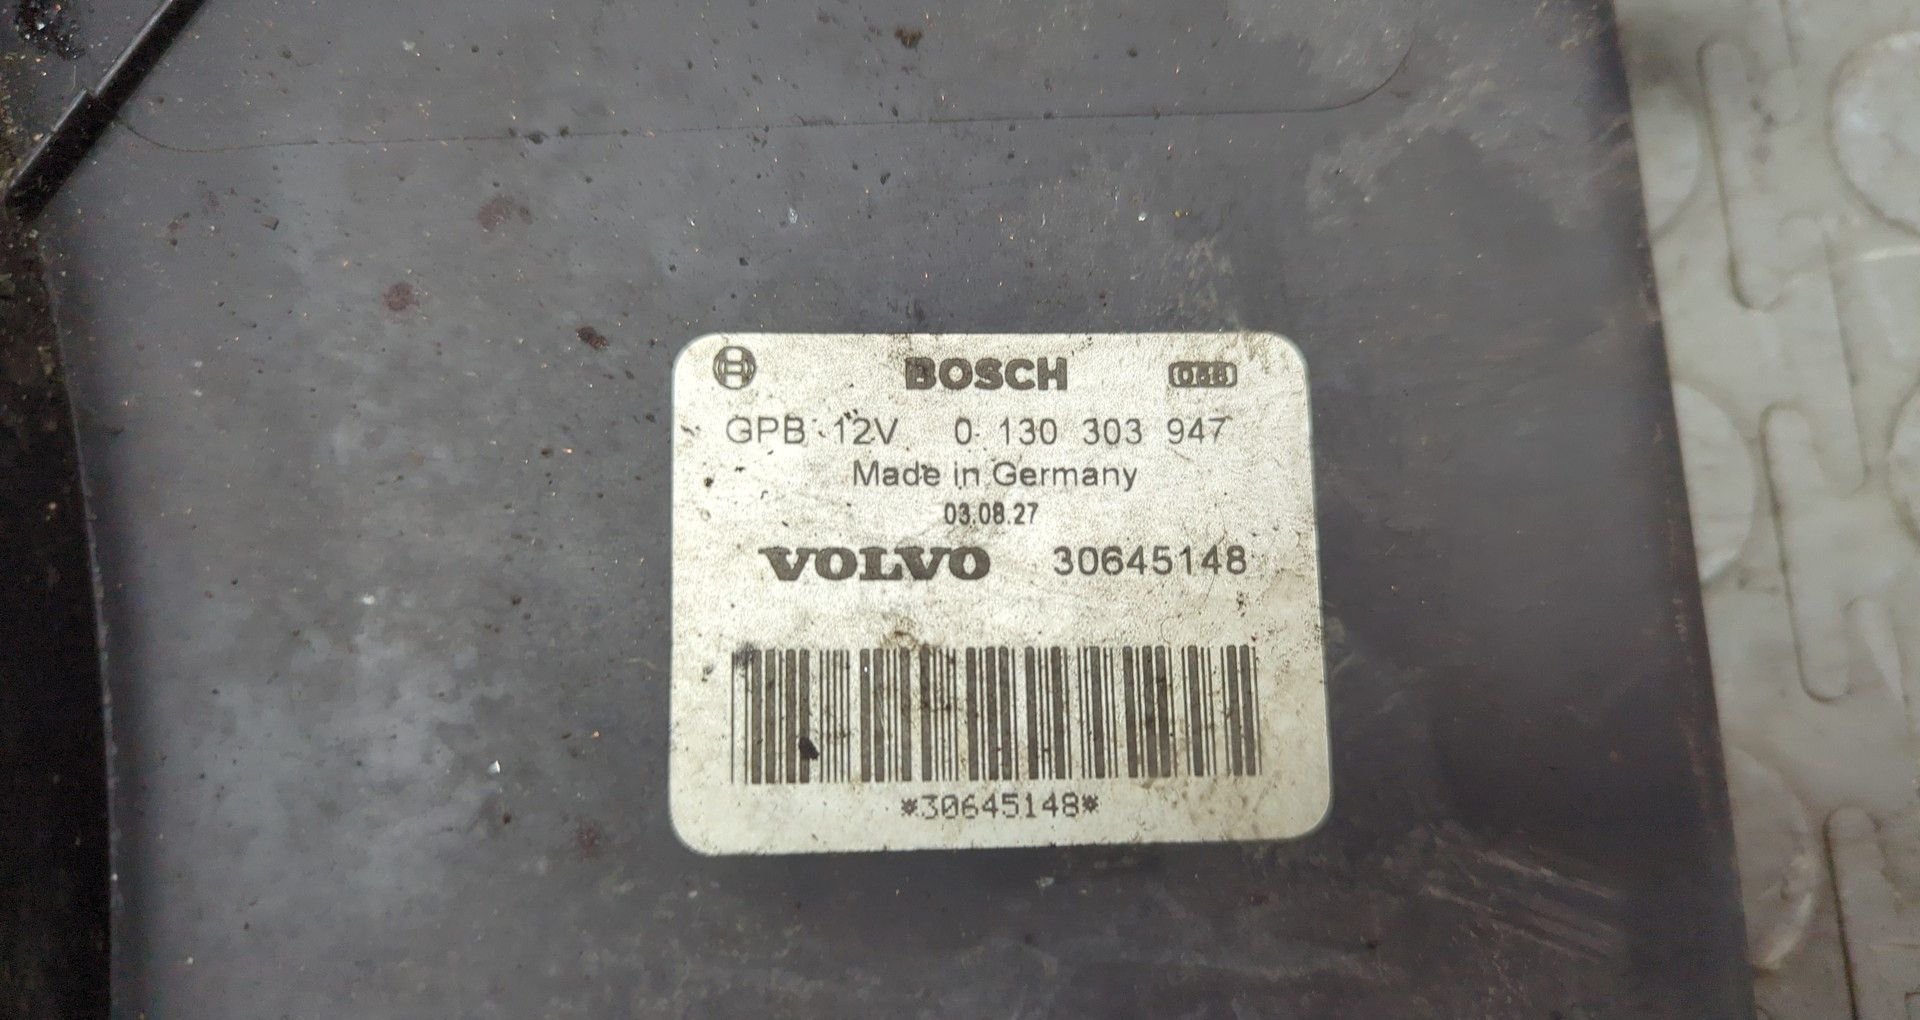 BOSCH
GPB 12V 0 130 303 947
Made in Germany
03.08.27
VOLVO 30645148
*30645148*